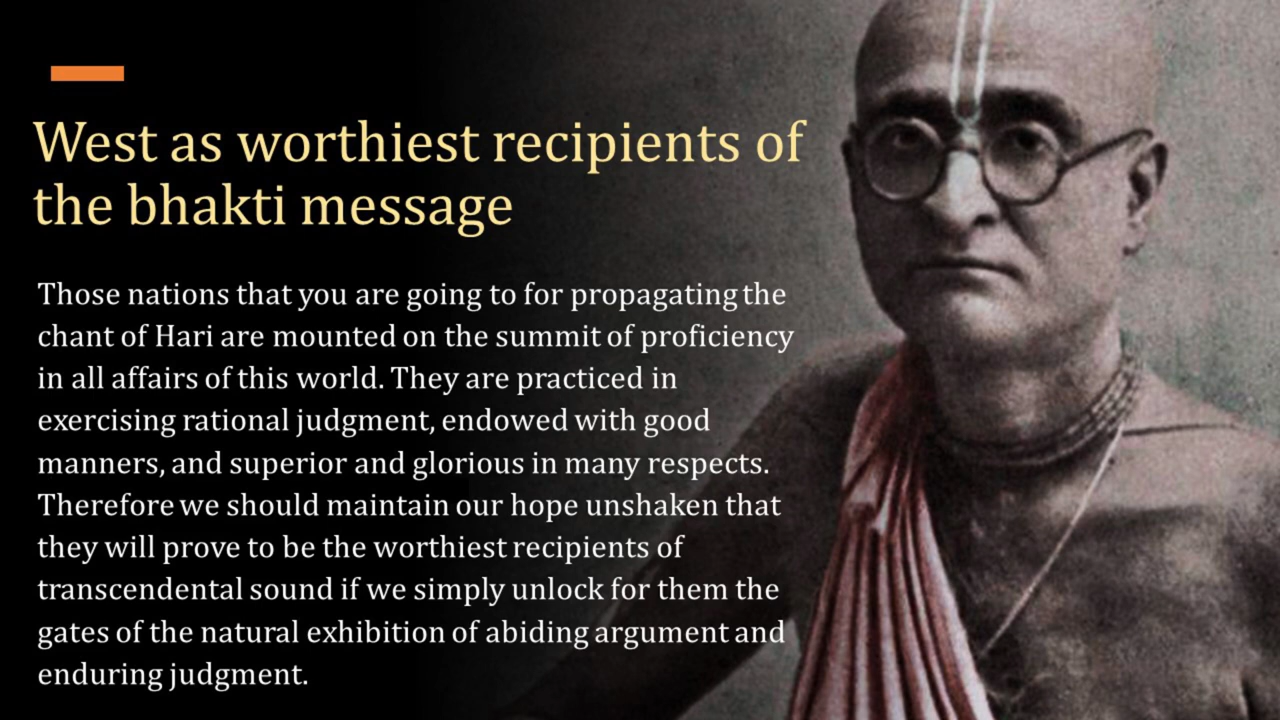 West as worthiest recipients of
the bhakti message
Those nations that you are going to for propagating the
chant of Hari are mounted on the summit of proficiency
in all affairs of this world. They are practiced in
exercising rational judgment, endowed with good
manners, and superior and glorious in many respects.
Therefore we should maintain our hope unshaken that
they will prove to be the worthiest recipients of
transcendental sound if we simply unlock for them the
gates of the natural exhibition of abiding argument and
enduring judgment.